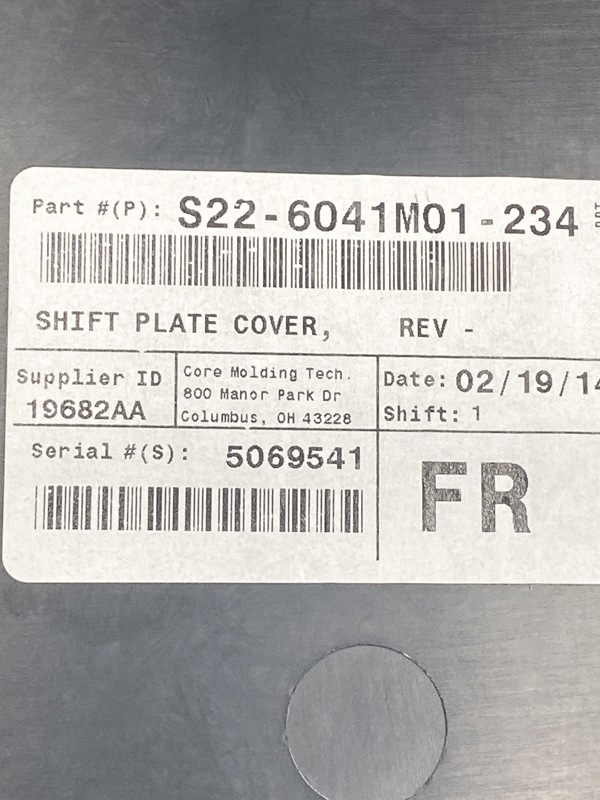 Part #(P): S22-6041M01-234
SHIFT PLATE COVER, REV -
Supplier ID
19682AA
Core Molding Tech.
800 Manor Park Dr
Columbus, OH 43228
Date: 02/19/14
Shift: 1
Serial #(S): 5069541
FR